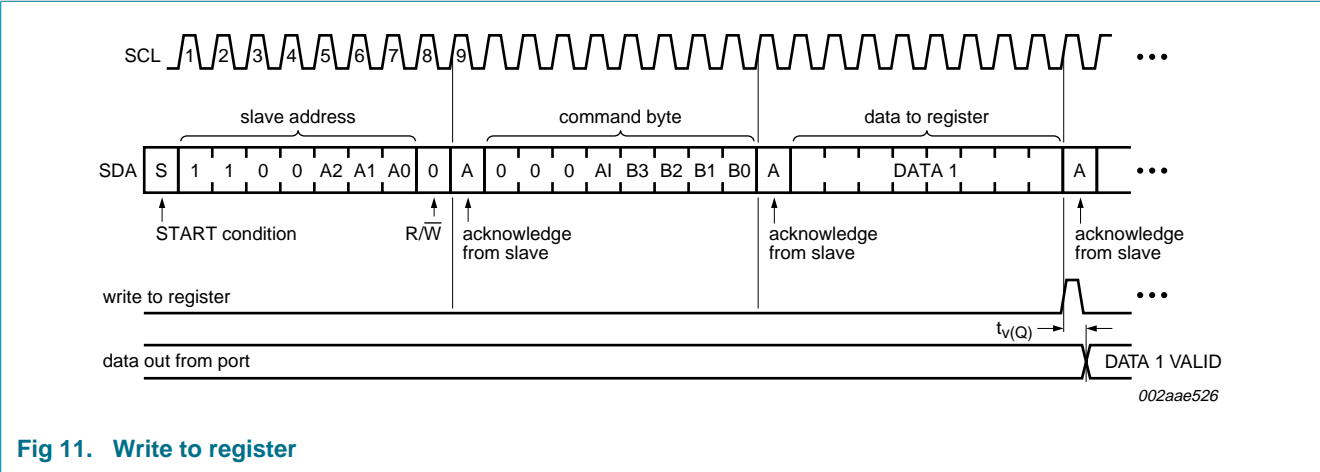 SCL 1 2 3 4 5 6 7 8 9
slave address command byte data to register
SDA S 1 1 0 0 A2 A1 A0 0 A 0 0 0 AI B3 B2 B1 B0 A DATA 1 A
START condition R/W̅ acknowledge from slave acknowledge from slave acknowledge from slave
write to register
tv(Q)
data out from port DATA 1 VALID
002aae526
Fig 11. Write to register